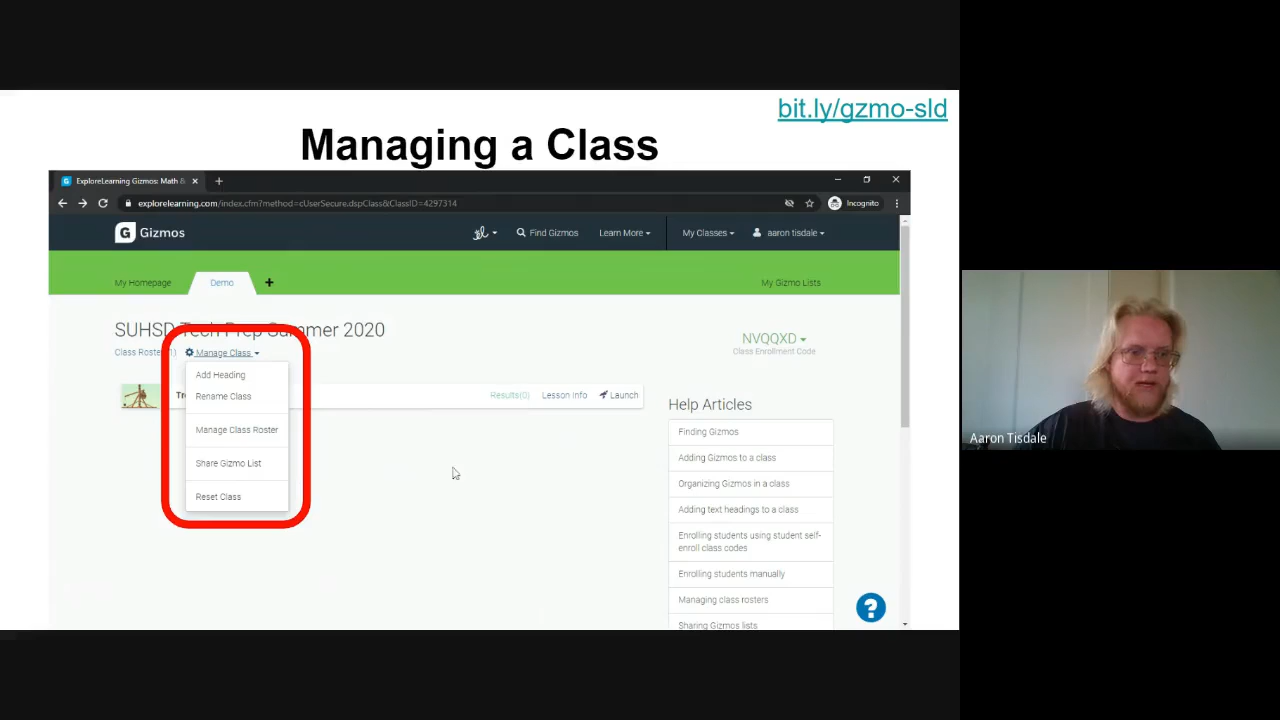 bit.ly/gzmo-sld
Managing a Class
ExploreLearning Gizmos: Math &
explorelearning.com/index.cfm?method=cUserSecure.dspClass&ClassID=4297314
Incognito
G Gizmos
Find Gizmos
Learn More
My Classes
aaron tisdale
My Homepage
Demo
+
My Gizmo Lists
SUHSD Tech Prep Summer 2020
NVQQXD
Class Enrollment Code
Manage Class
Add Heading
Rename Class
Manage Class Roster
Share Gizmo List
Reset Class
Results(0)
Lesson Info
Launch
Help Articles
Finding Gizmos
Adding Gizmos to a class
Organizing Gizmos in a class
Adding text headings to a class
Enrolling students using student self-
enroll class codes
Enrolling students manually
Managing class rosters
Sharing Gizmos lists
?
Aaron Tisdale